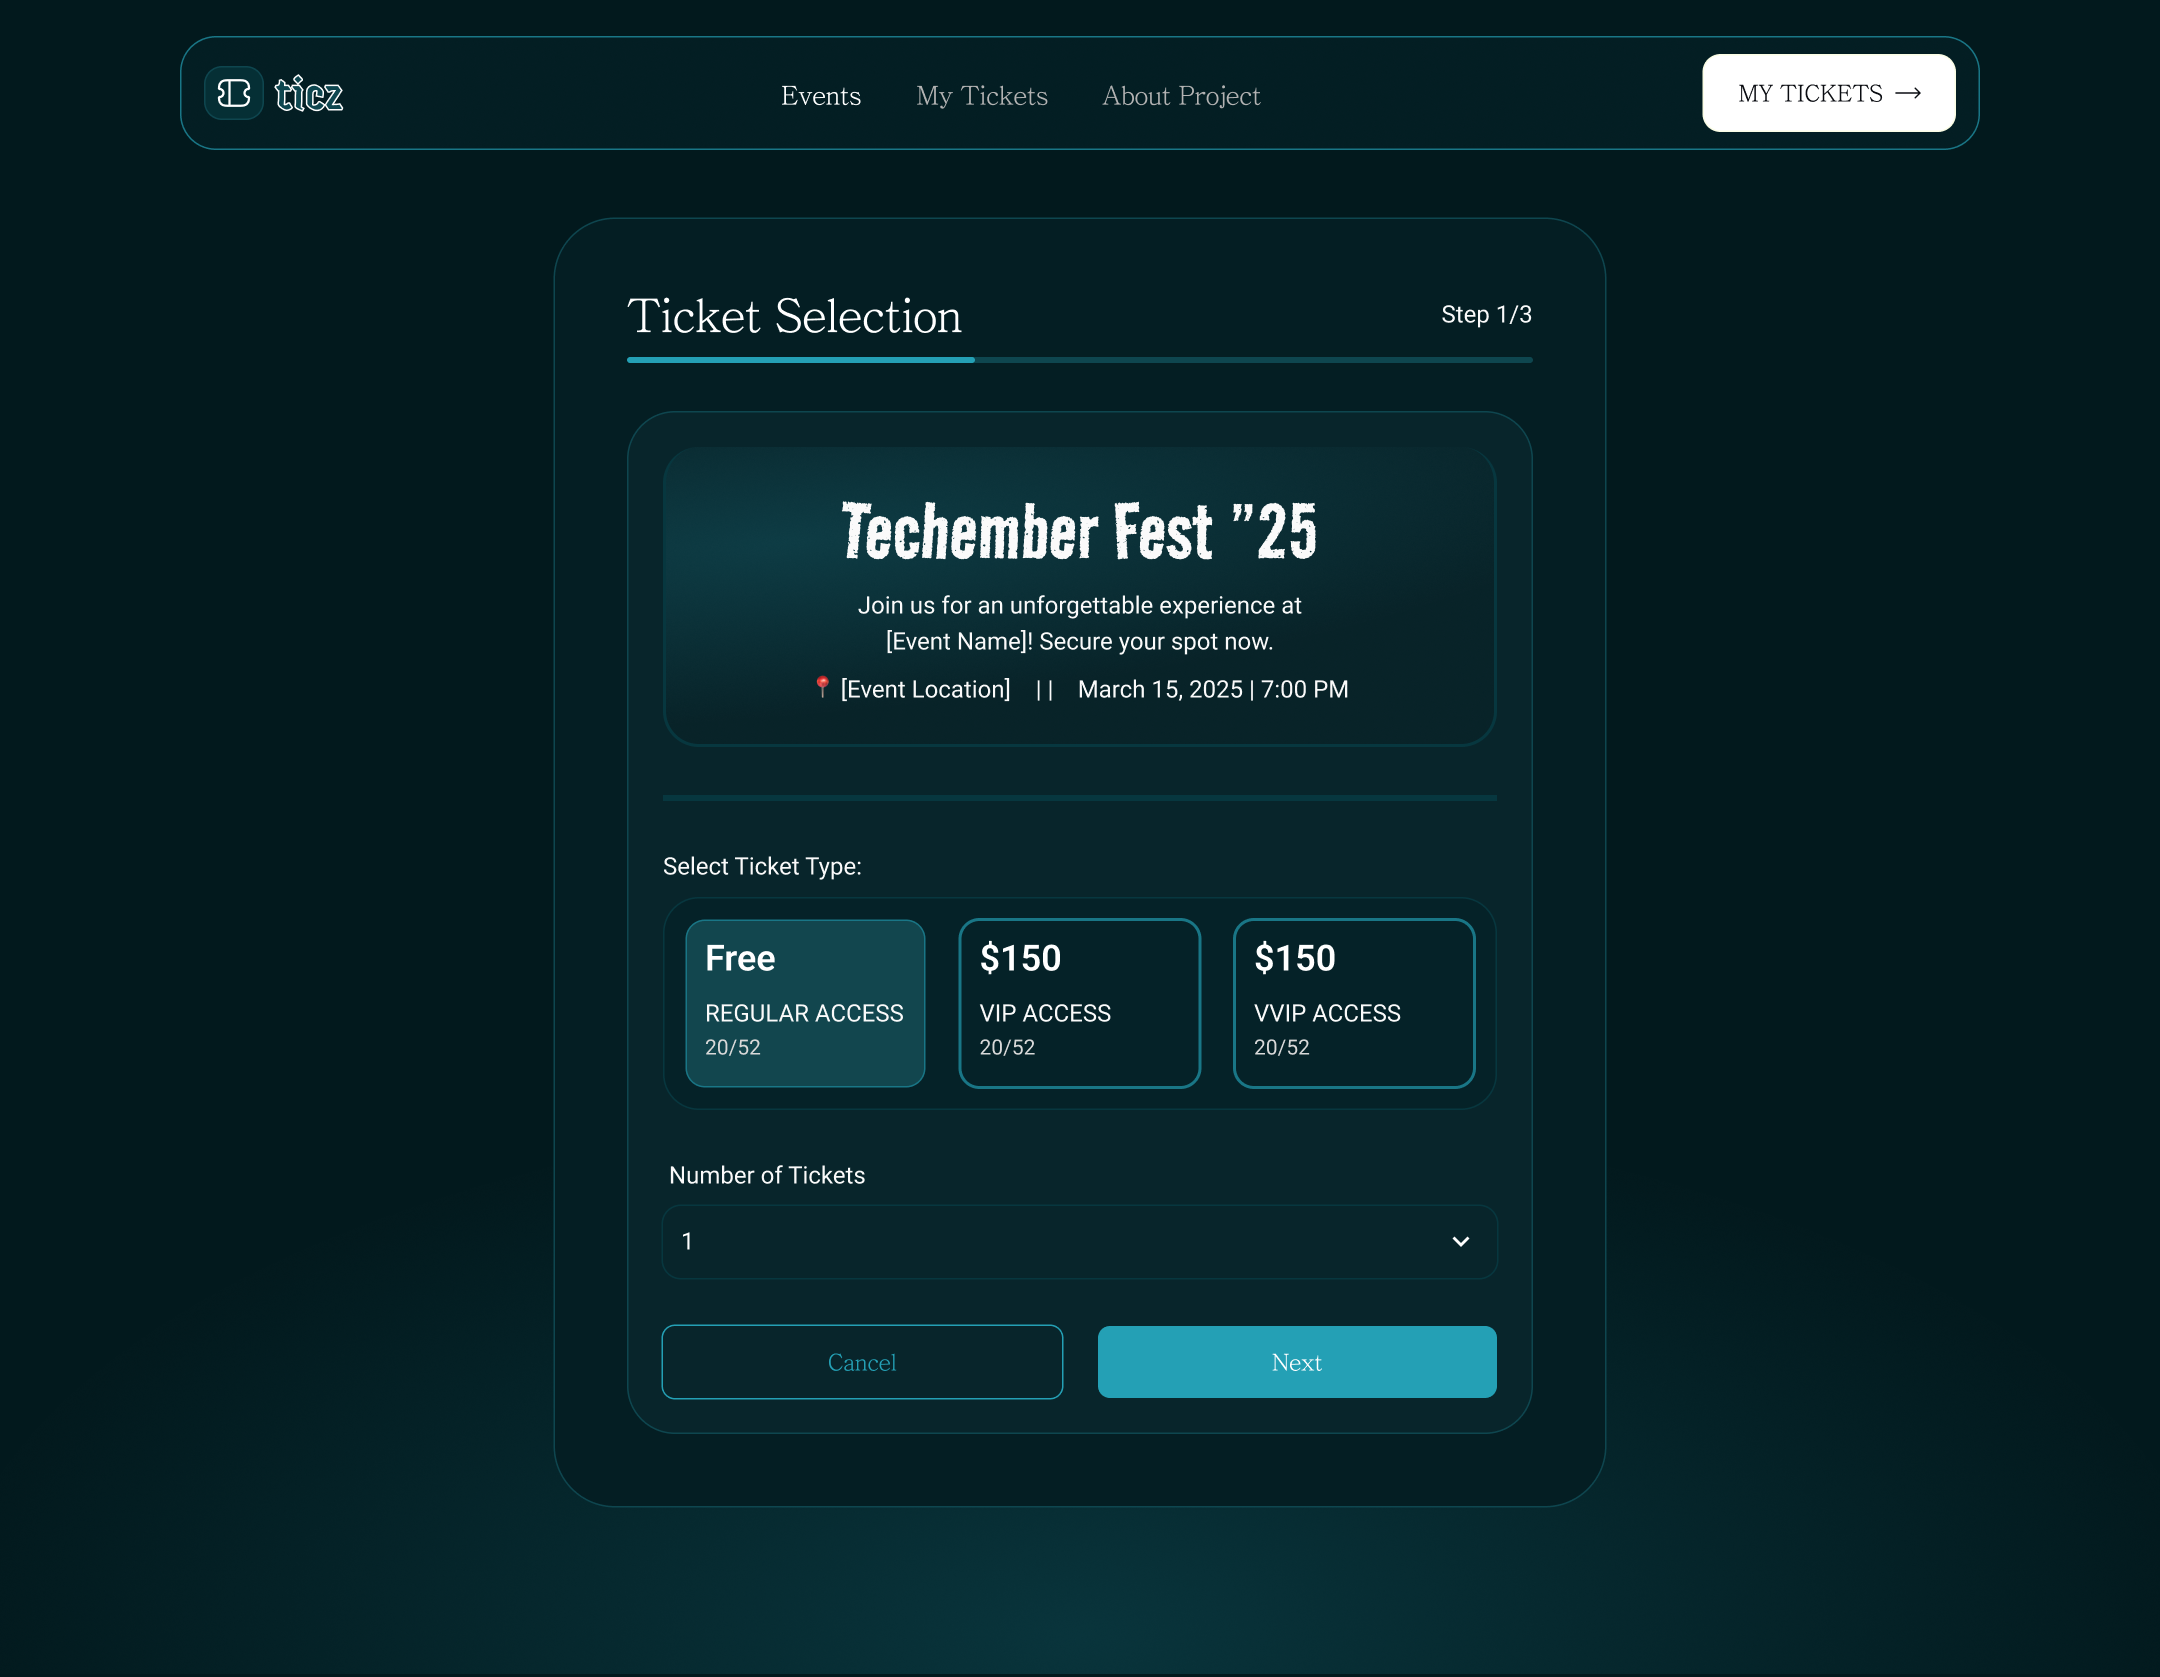 ticz
Events
My Tickets
About Project
MY TICKETS →
Ticket Selection
Step 1/3
Techember Fest ”25
Join us for an unforgettable experience at
[Event Name]! Secure your spot now.
📍 [Event Location] || March 15, 2025 | 7:00 PM
Select Ticket Type:
Free
REGULAR ACCESS
20/52
$150
VIP ACCESS
20/52
$150
VVIP ACCESS
20/52
Number of Tickets
1
Cancel
Next